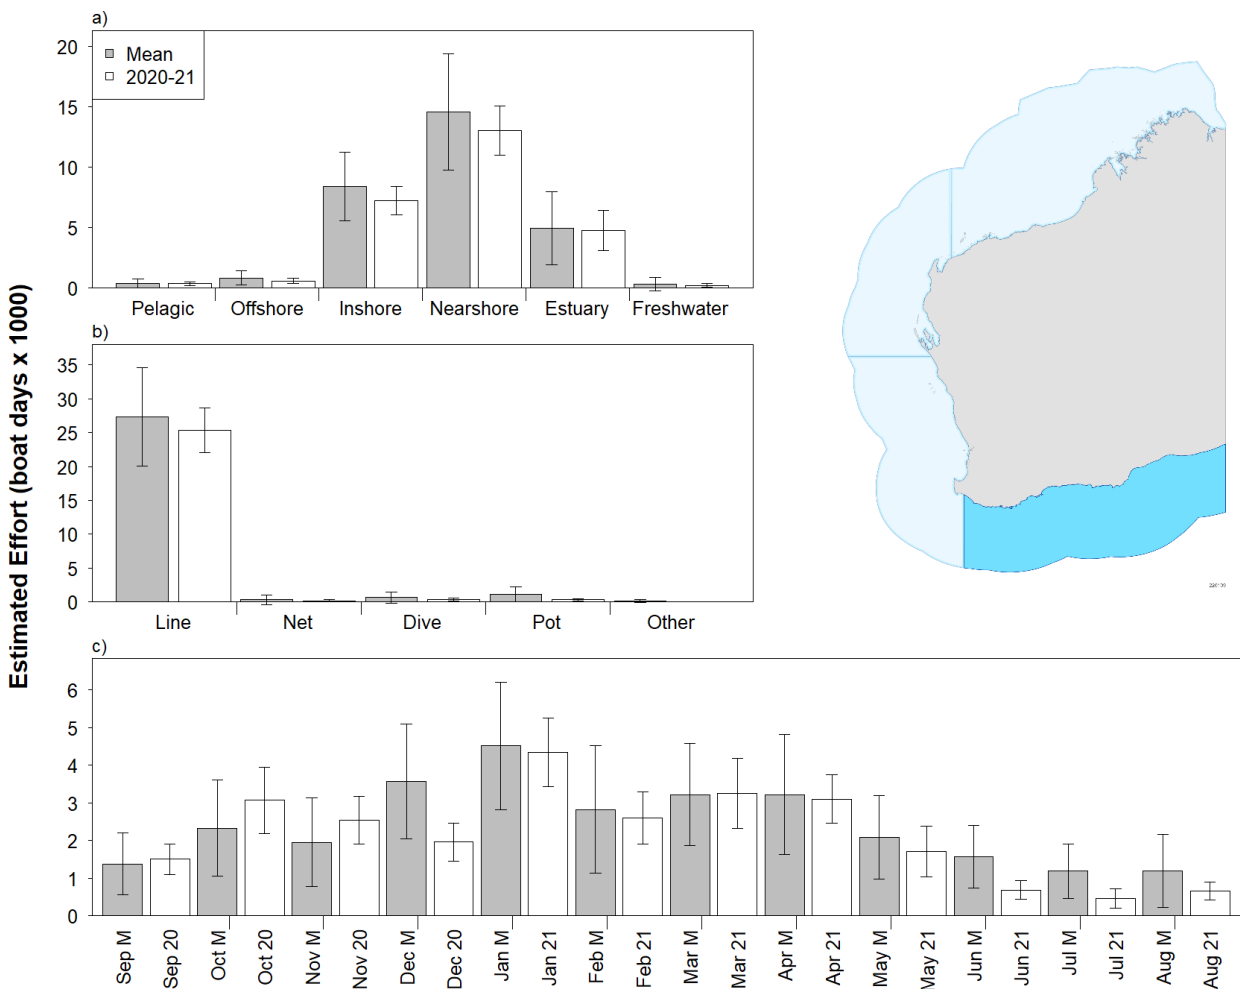 Estimated Effort (boat days x 1000)
a)
Mean
2020-21
20
15
10
5
0
Pelagic Offshore Inshore Nearshore Estuary Freshwater
b)
35
30
25
20
15
10
5
0
Line Net Dive Pot Other
c)
6
5
4
3
2
1
0
Sep M
Sep 20
Oct M
Oct 20
Nov M
Nov 20
Dec M
Dec 20
Jan M
Jan 21
Feb M
Feb 21
Mar M
Mar 21
Apr M
Apr 21
May M
May 21
Jun M
Jun 21
Jul M
Jul 21
Aug M
Aug 21